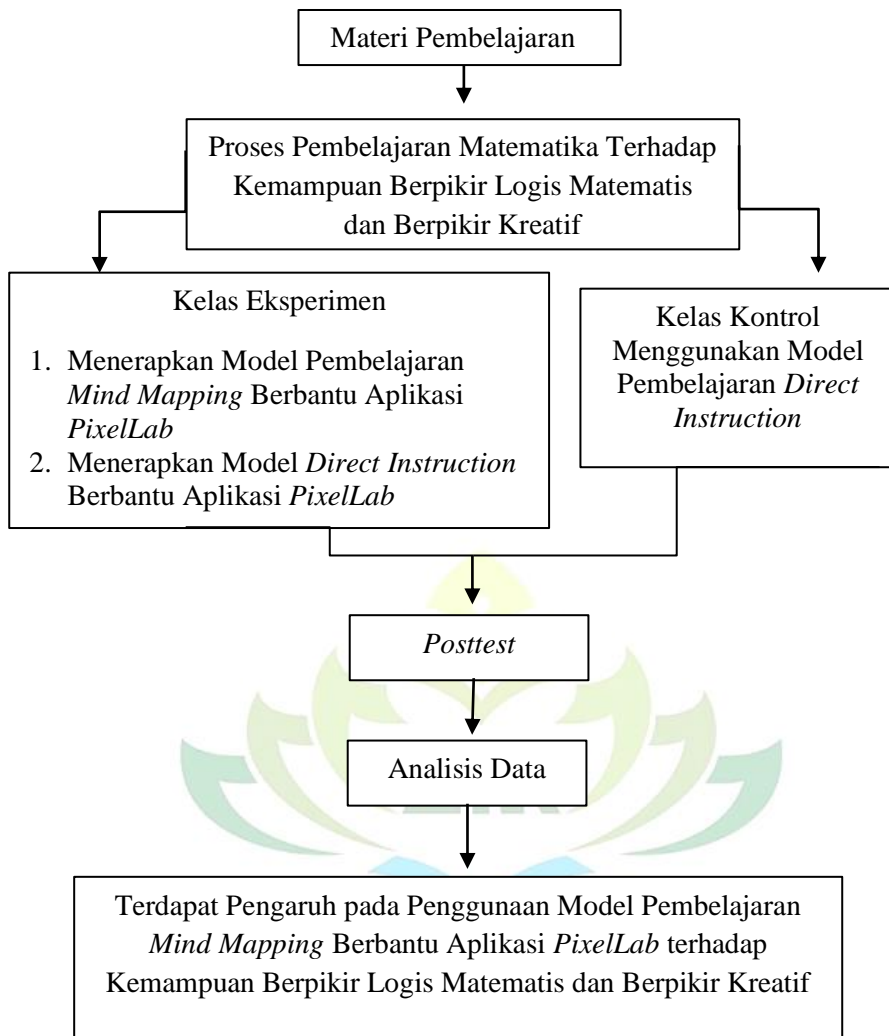 Materi Pembelajaran
Proses Pembelajaran Matematika Terhadap
Kemampuan Berpikir Logis Matematis
dan Berpikir Kreatif
Kelas Eksperimen
1. Menerapkan Model Pembelajaran
Mind Mapping Berbantu Aplikasi
PixelLab
2. Menerapkan Model Direct Instruction
Berbantu Aplikasi PixelLab
Kelas Kontrol
Menggunakan Model
Pembelajaran Direct
Instruction
Posttest
Analisis Data
Terdapat Pengaruh pada Penggunaan Model Pembelajaran
Mind Mapping Berbantu Aplikasi PixelLab terhadap
Kemampuan Berpikir Logis Matematis dan Berpikir Kreatif